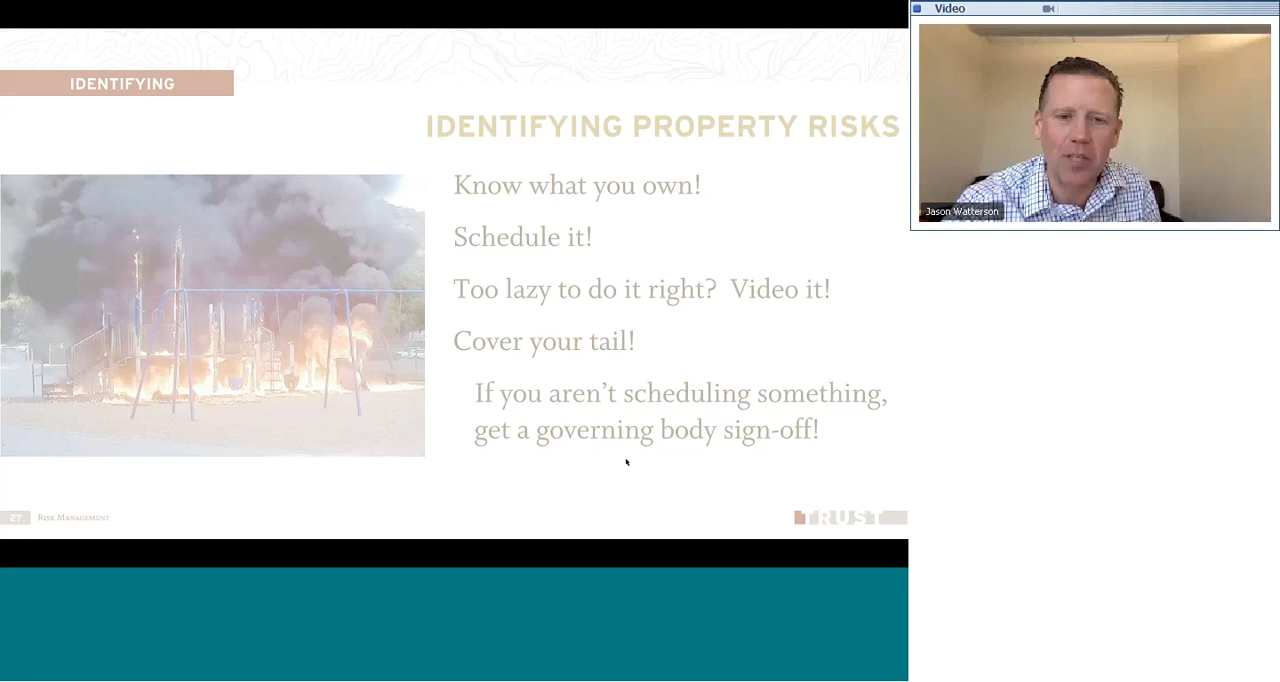 Video
IDENTIFYING
IDENTIFYING PROPERTY RISKS
Know what you own!
Schedule it!
Too lazy to do it right? Video it!
Cover your tail!
If you aren’t scheduling something,
get a governing body sign-off!
27 Risk Management
TRUST
Jason Watterson